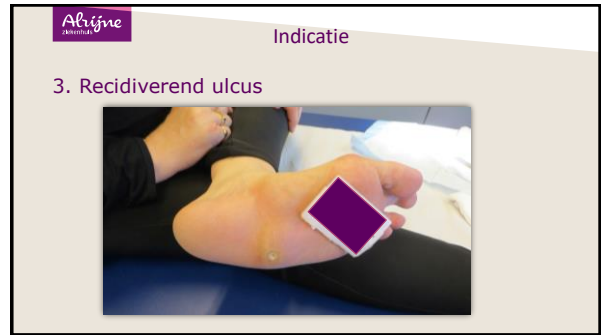 Alrijne
ziekenhuis
Indicatie
3. Recidiverend ulcus